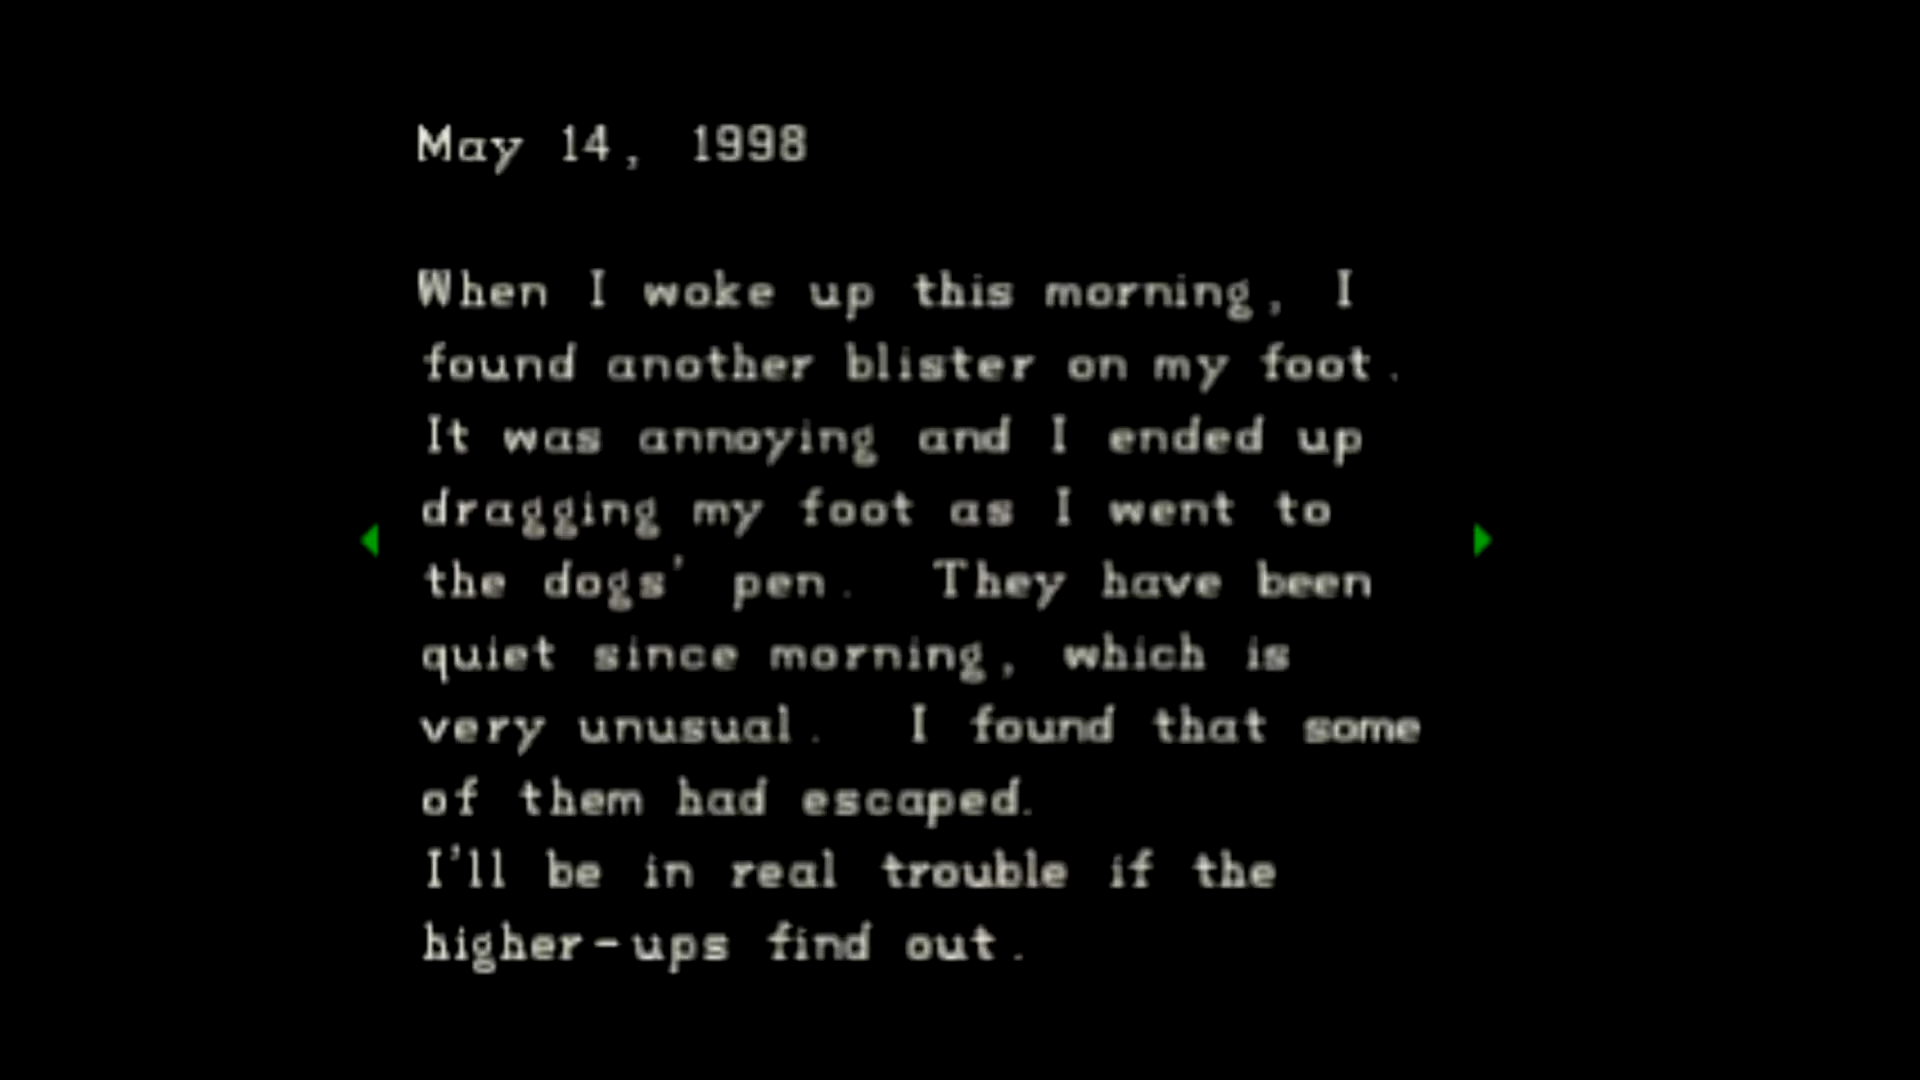 May 14, 1998
When I woke up this morning, I
found another blister on my foot.
It was annoying and I ended up
dragging my foot as I went to
the dogs' pen. They have been
quiet since morning, which is
very unusual. I found that some
of them had escaped.
I'll be in real trouble if the
higher-ups find out.